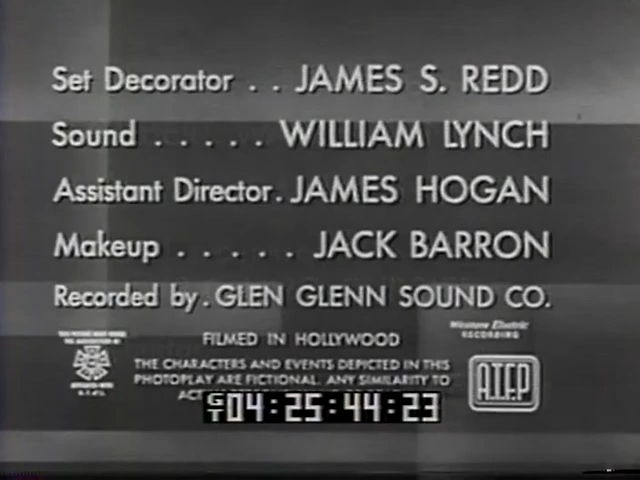 Set Decorator . . JAMES S. REDD
Sound . . . . . WILLIAM LYNCH
Assistant Director. JAMES HOGAN
Makeup . . . . . JACK BARRON
Recorded by . GLEN GLENN SOUND CO.
Western Electric
RECORDING
FILMED IN HOLLYWOOD
THE CHARACTERS AND EVENTS DEPICTED IN THIS
PHOTOPLAY ARE FICTIONAL. ANY SIMILARITY TO
A.T.F.P.
GT 04:25:44:23